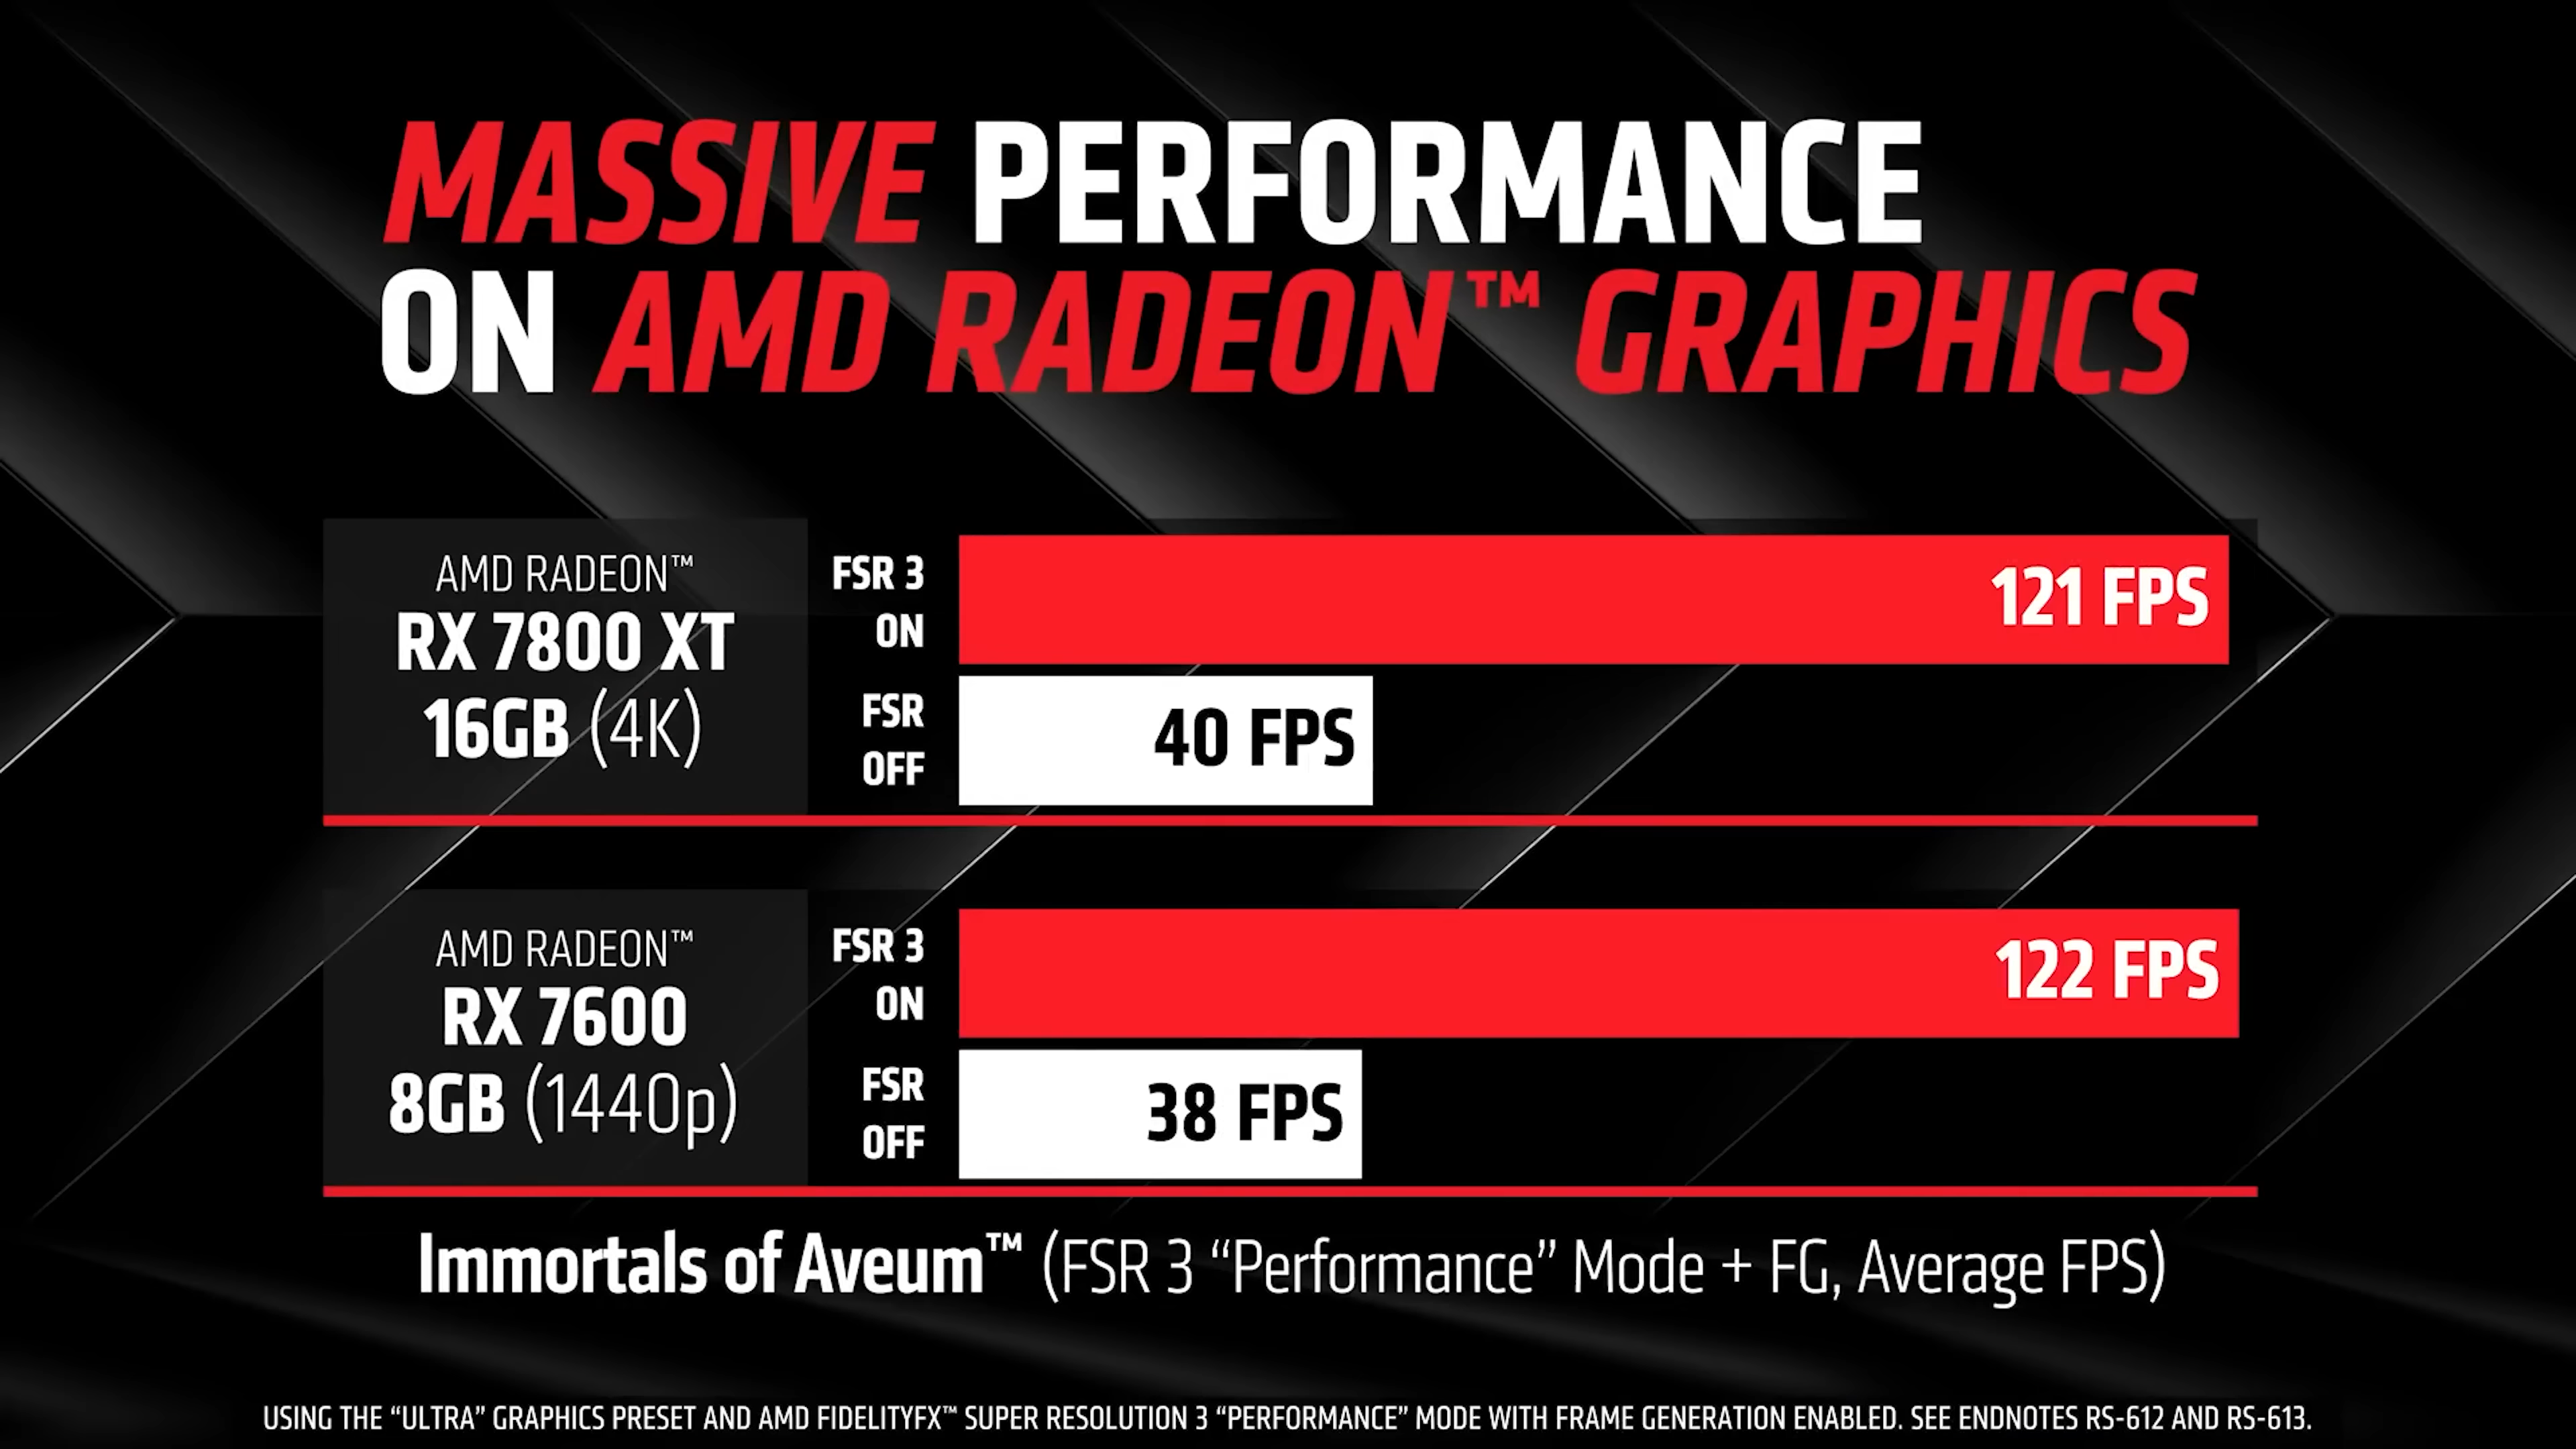 MASSIVE PERFORMANCE
ON AMD RADEON™ GRAPHICS
AMD RADEON™
RX 7800 XT
16GB (4K)
FSR 3
ON
121 FPS
FSR
OFF
40 FPS
AMD RADEON™
RX 7600
8GB (1440p)
FSR 3
ON
122 FPS
FSR
OFF
38 FPS
Immortals of Aveum™ (FSR 3 “Performance” Mode + FG, Average FPS)
USING THE “ULTRA” GRAPHICS PRESET AND AMD FIDELITYFX™ SUPER RESOLUTION 3 “PERFORMANCE” MODE WITH FRAME GENERATION ENABLED. SEE ENDNOTES RS-612 AND RS-613.